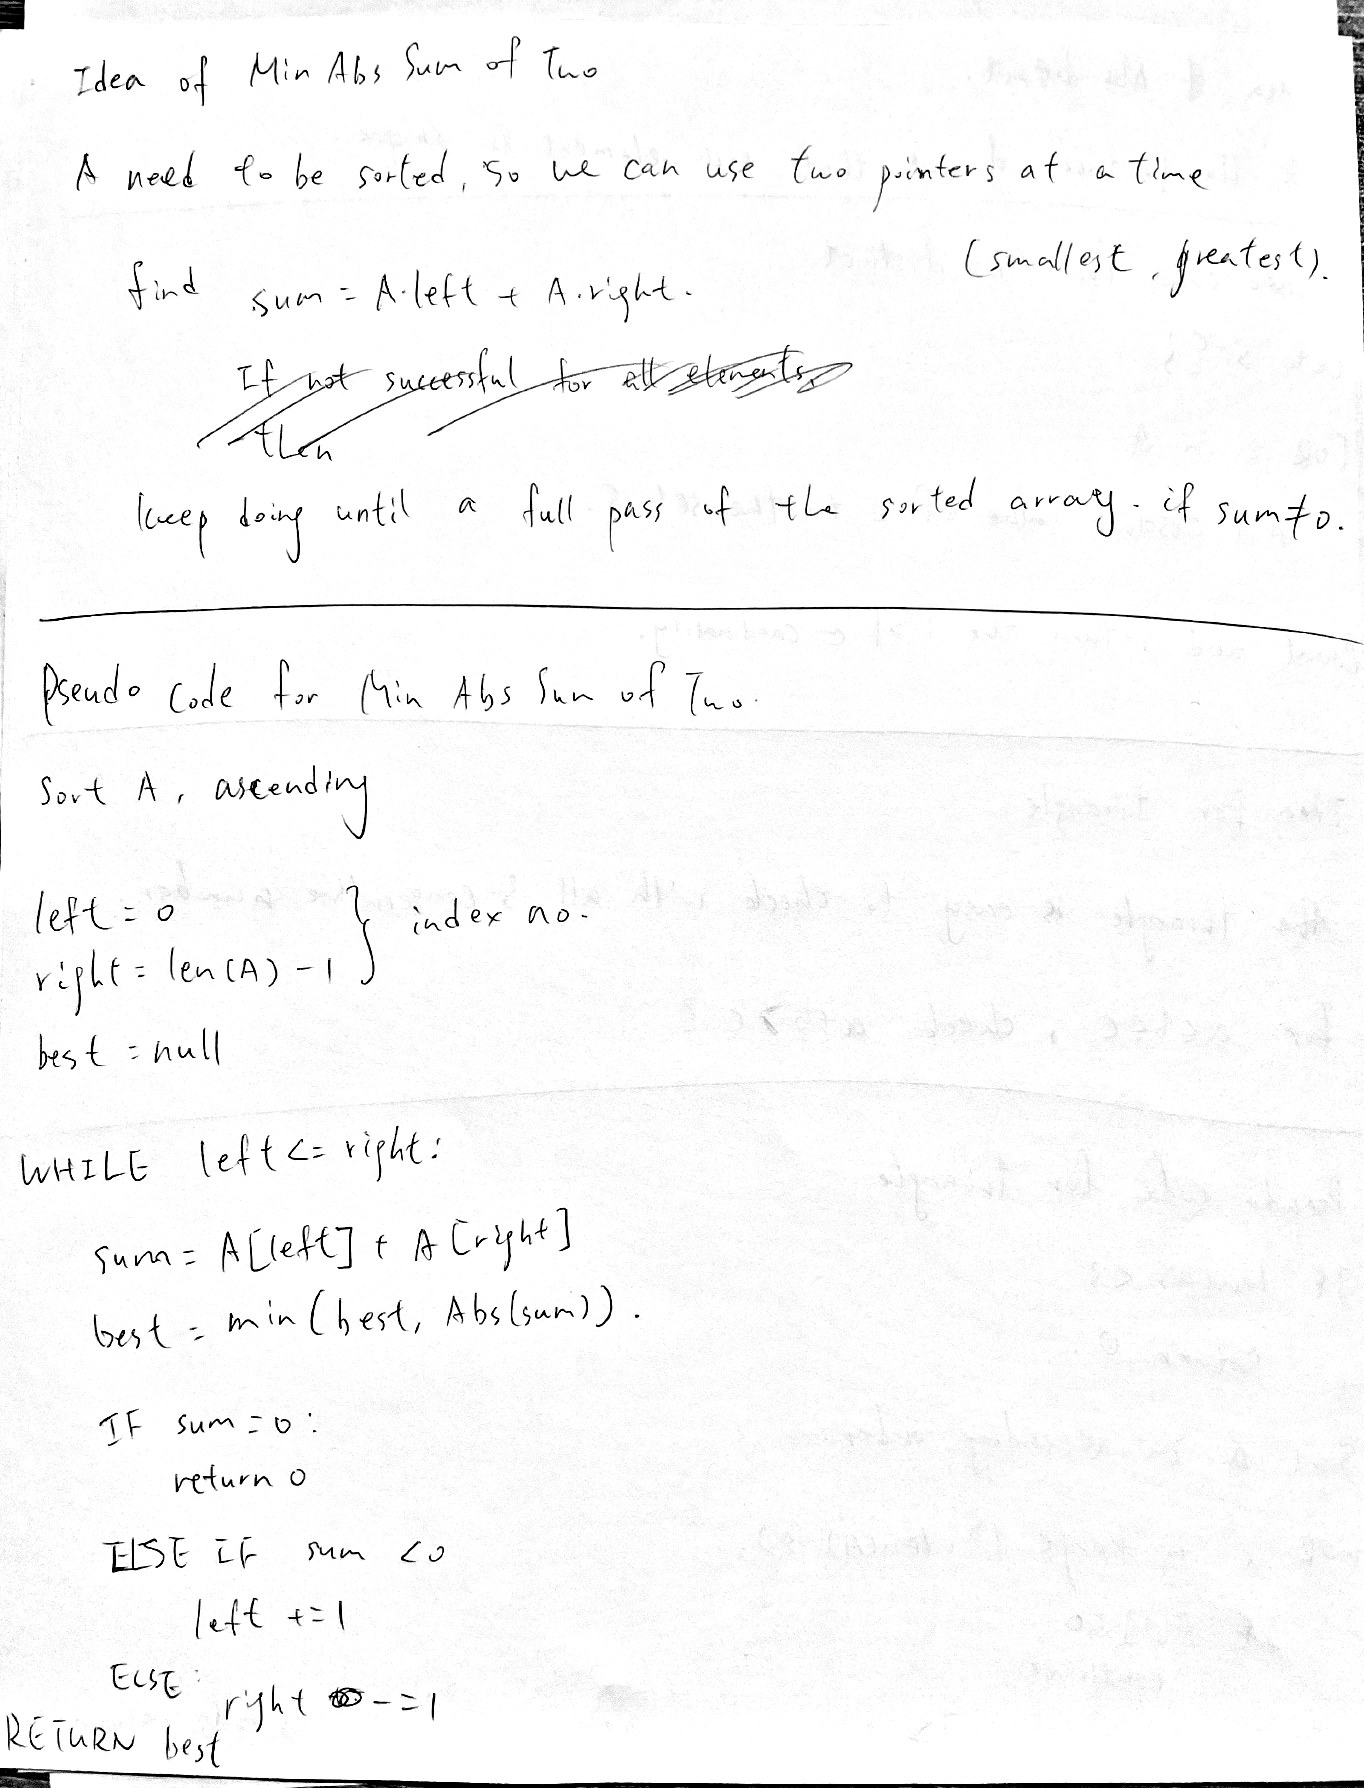 Idea of Min Abs Sum of Two
A need to be sorted, so we can use two pointers at a time
(smallest, greatest).
find sum = A.left + A.right.
If not successful for all elements,
then
keep doing until a full pass of the sorted array. if sum≠0.
Pseudo Code for Min Abs Sum of Two.
Sort A, ascending
left = 0
right = len(A) - 1 } index no.
best = null
WHILE left <= right:
sum = A[left] + A[right]
best = min(best, Abs(sum)).
IF sum = 0:
return 0
ELSE IF sum < 0
left += 1
ELSE:
right -= 1
RETURN best